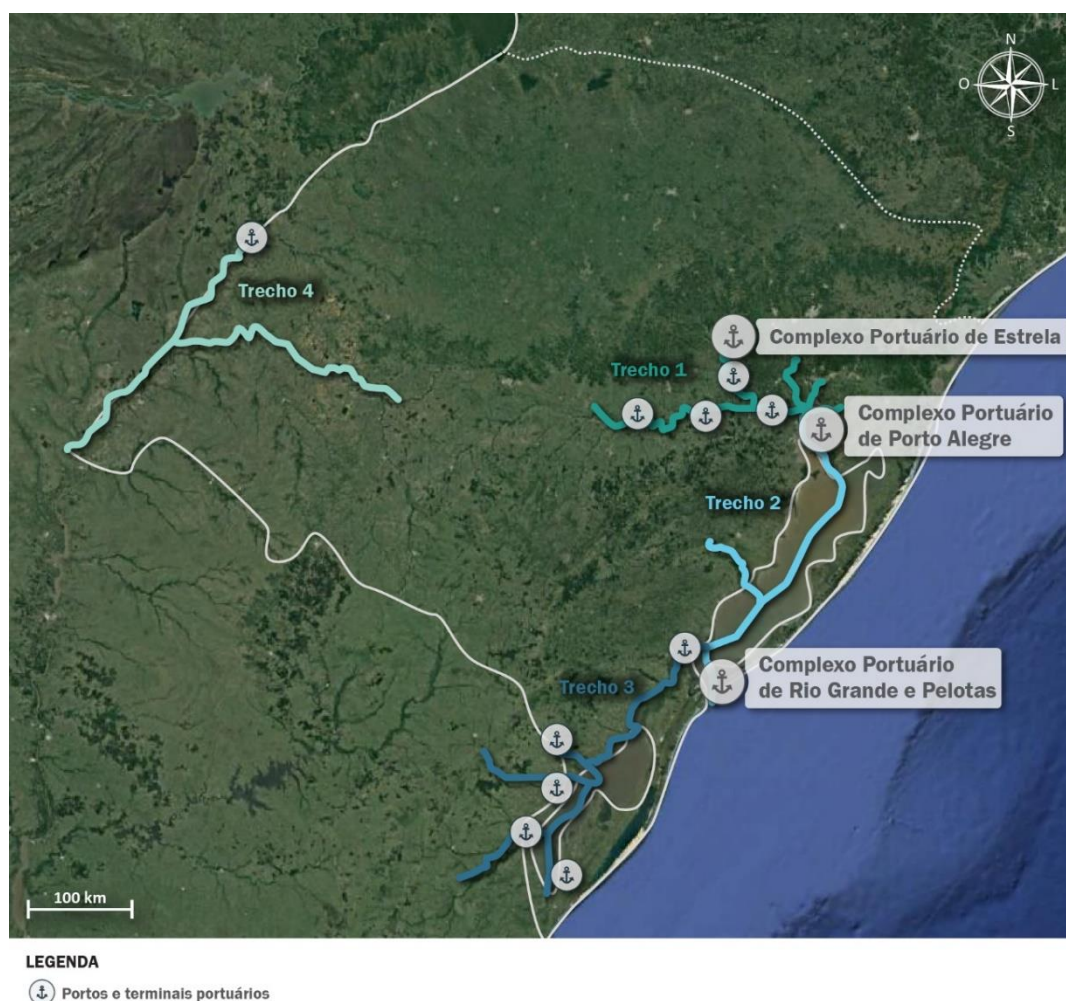 N
O
L
S
Trecho 4
Complexo Portuário de Estrela
Trecho 1
Complexo Portuário
de Porto Alegre
Trecho 2
Complexo Portuário
de Rio Grande e Pelotas
Trecho 3
100 km
LEGENDA
Portos e terminais portuários